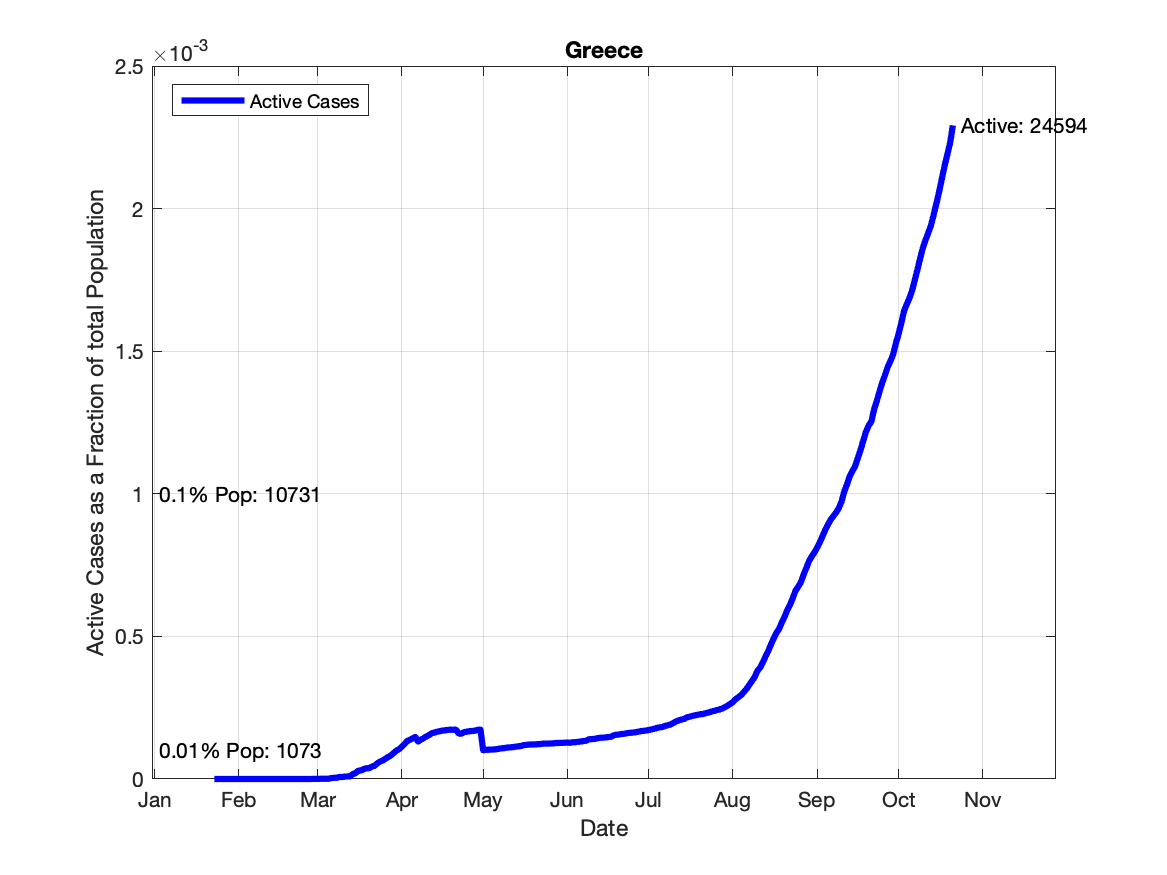 Greece
×10^-3
2.5
2
1.5
1
0.5
0
Active Cases
Active: 24594
0.1% Pop: 10731
0.01% Pop: 1073
Active Cases as a Fraction of total Population
Jan Feb Mar Apr May Jun Jul Aug Sep Oct Nov
Date